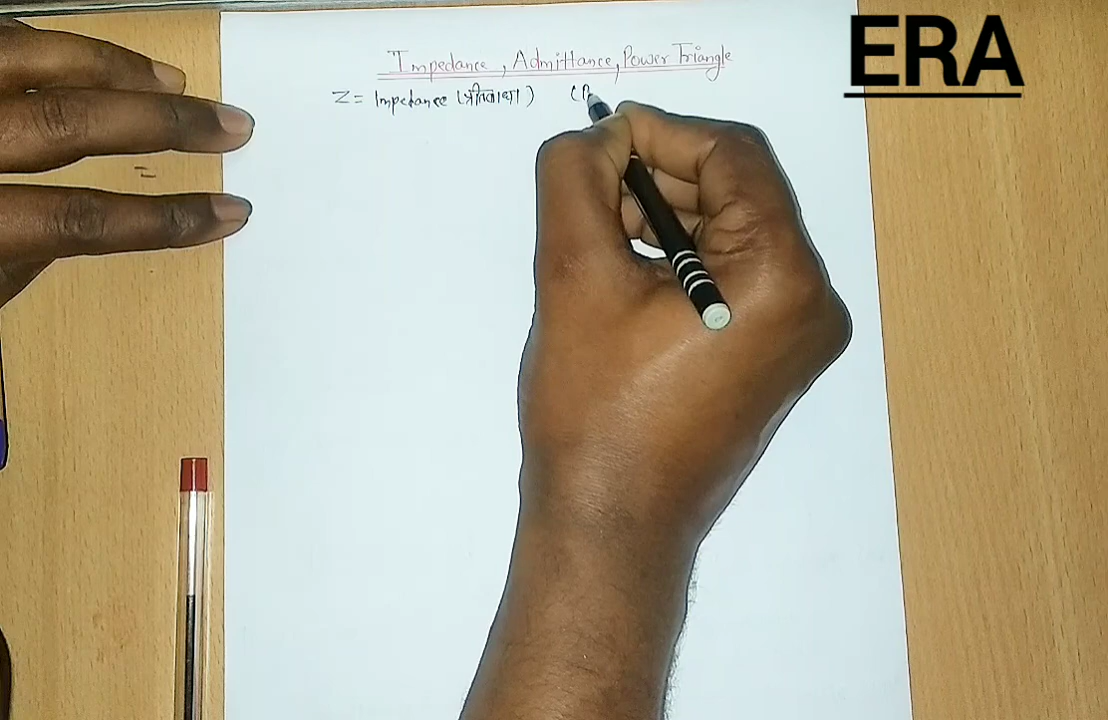 ERA
Impedance, Admittance, Power Triangle
Z = Impedance (प्रतिबाधा)